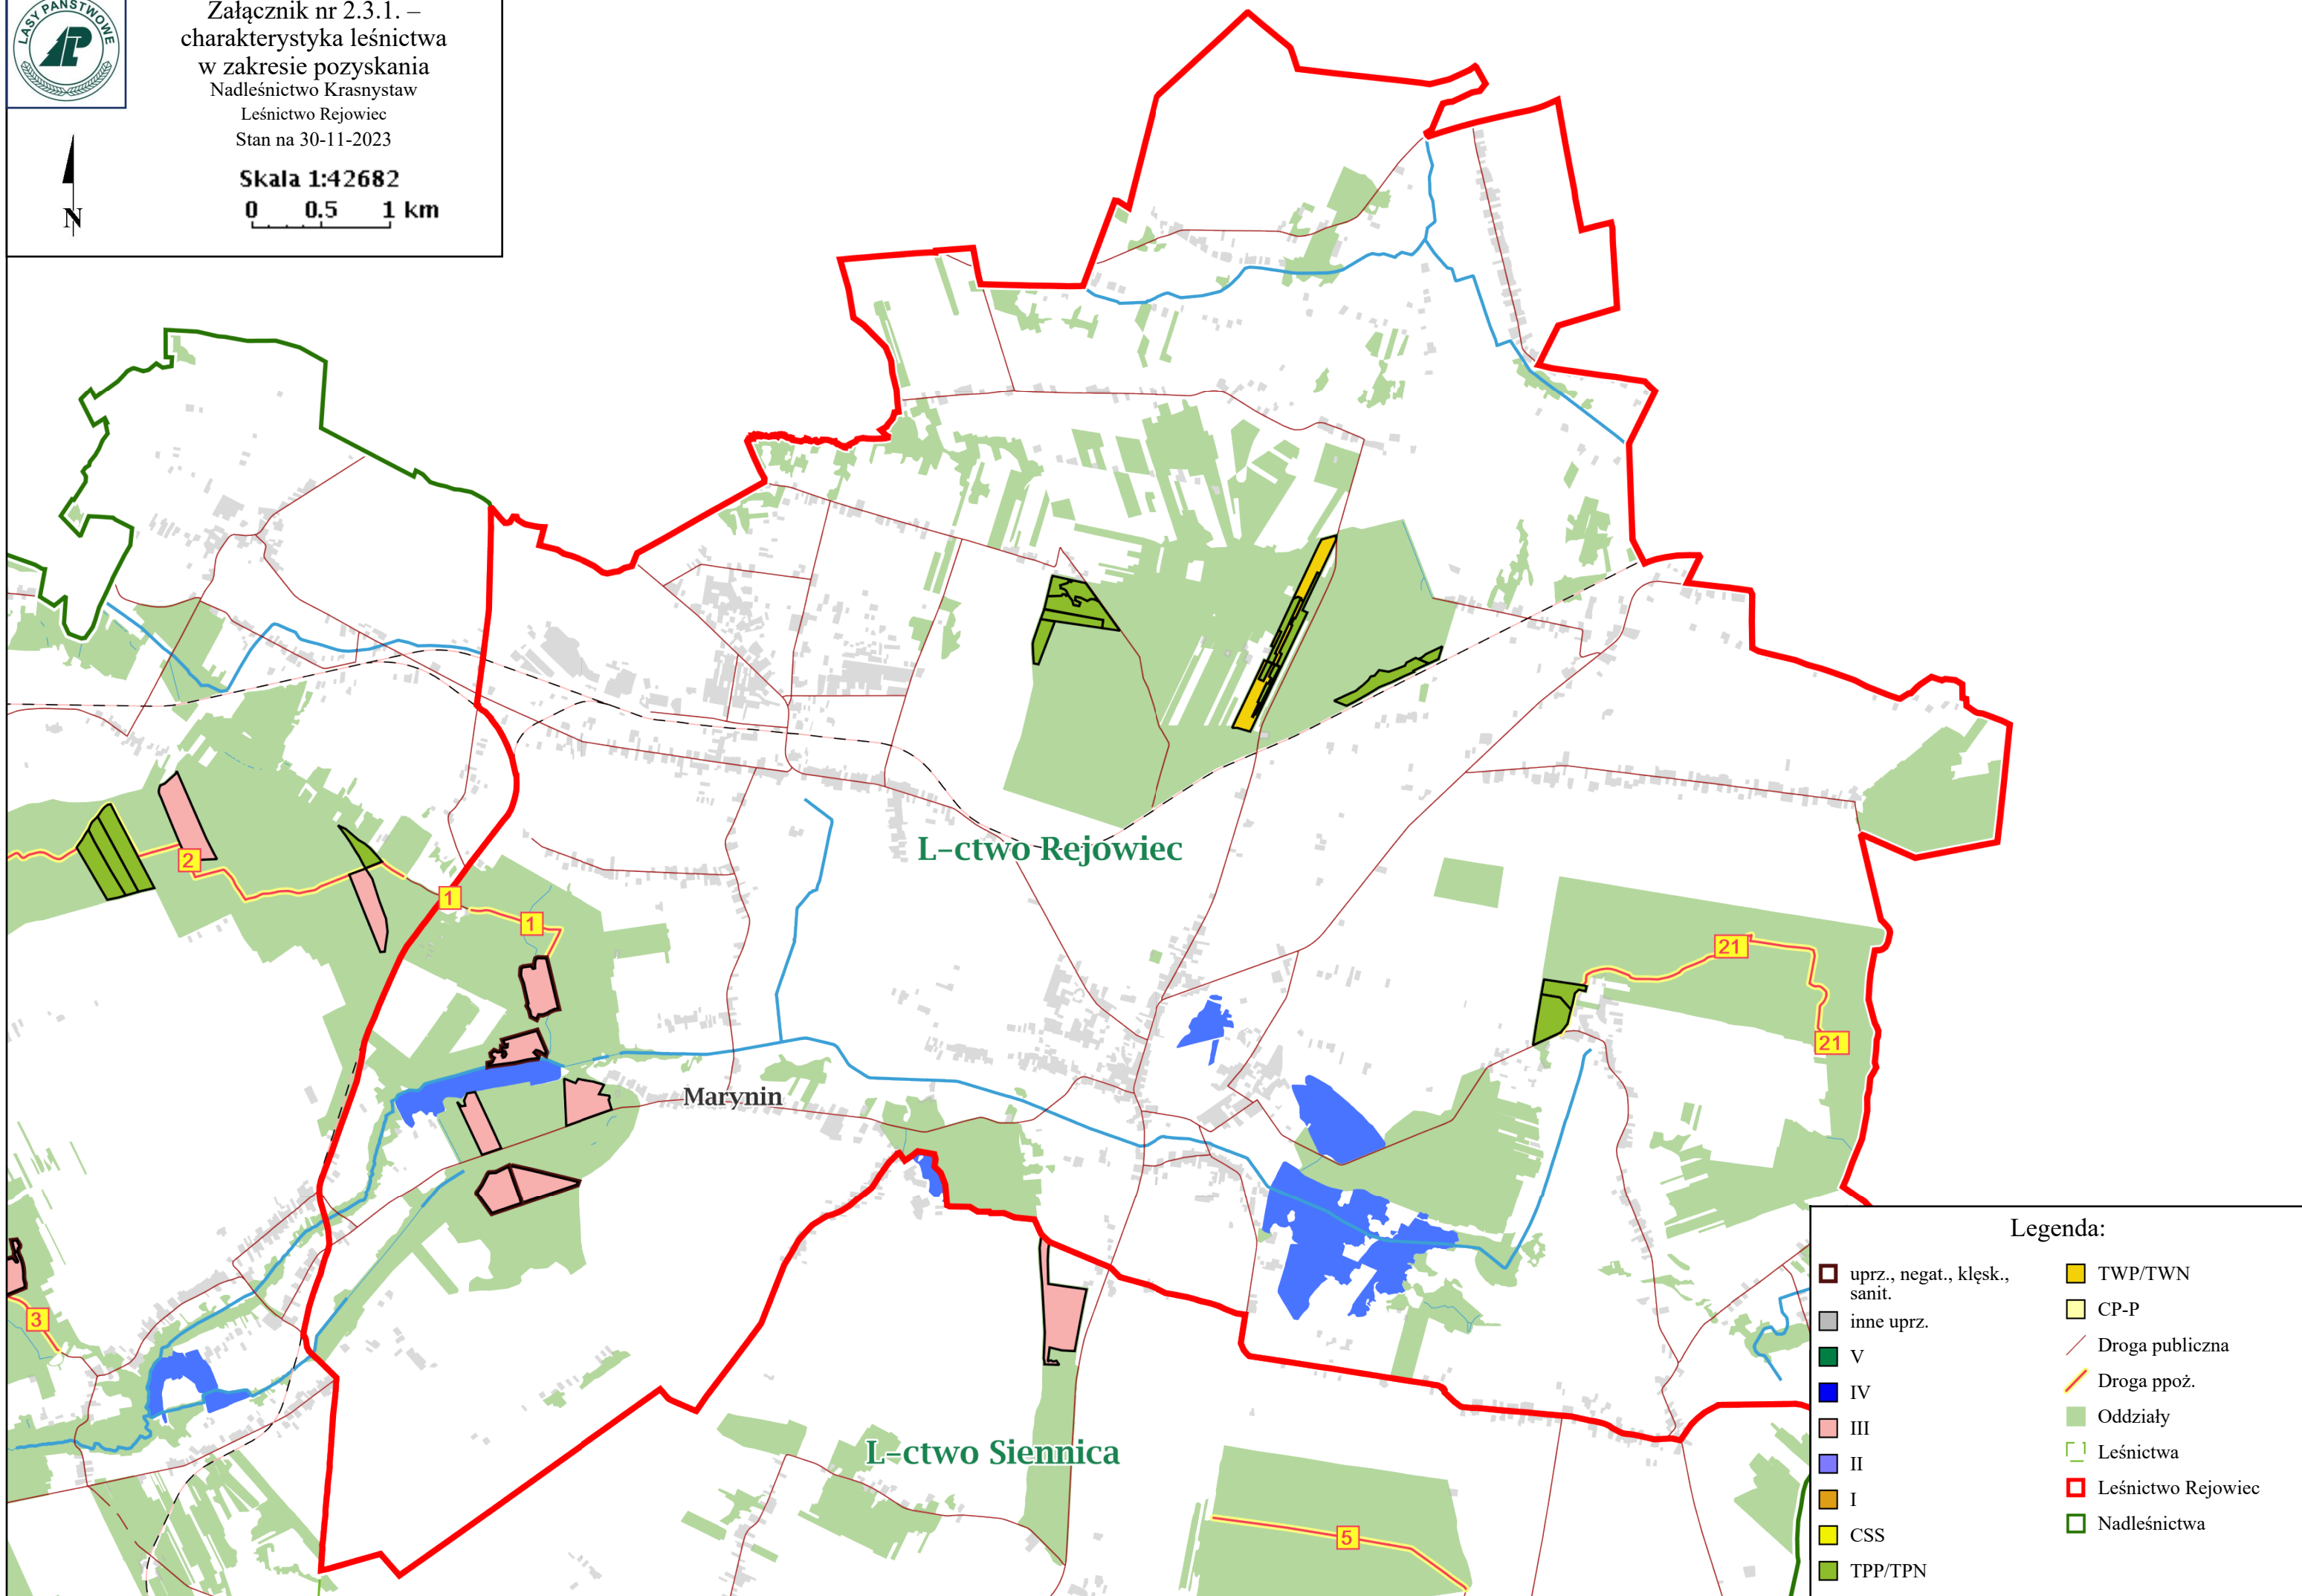 LASY PAŃSTWOWE
LP
Załącznik nr 2.3.1. –
charakterystyka leśnictwa
w zakresie pozyskania
Nadleśnictwo Krasnystaw
Leśnictwo Rejowiec
Stan na 30-11-2023
Skala 1:42682
0 0.5 1 km
N
2
1
1
L-ctwo Rejowiec
21
21
Marynin
3
L-ctwo Siennica
5
Legenda:
uprz., negat., klęsk.,
sanit.
inne uprz.
V
IV
III
II
I
CSS
TPP/TPN
TWP/TWN
CP-P
Droga publiczna
Droga ppoż.
Oddziały
Leśnictwa
Leśnictwo Rejowiec
Nadleśnictwa